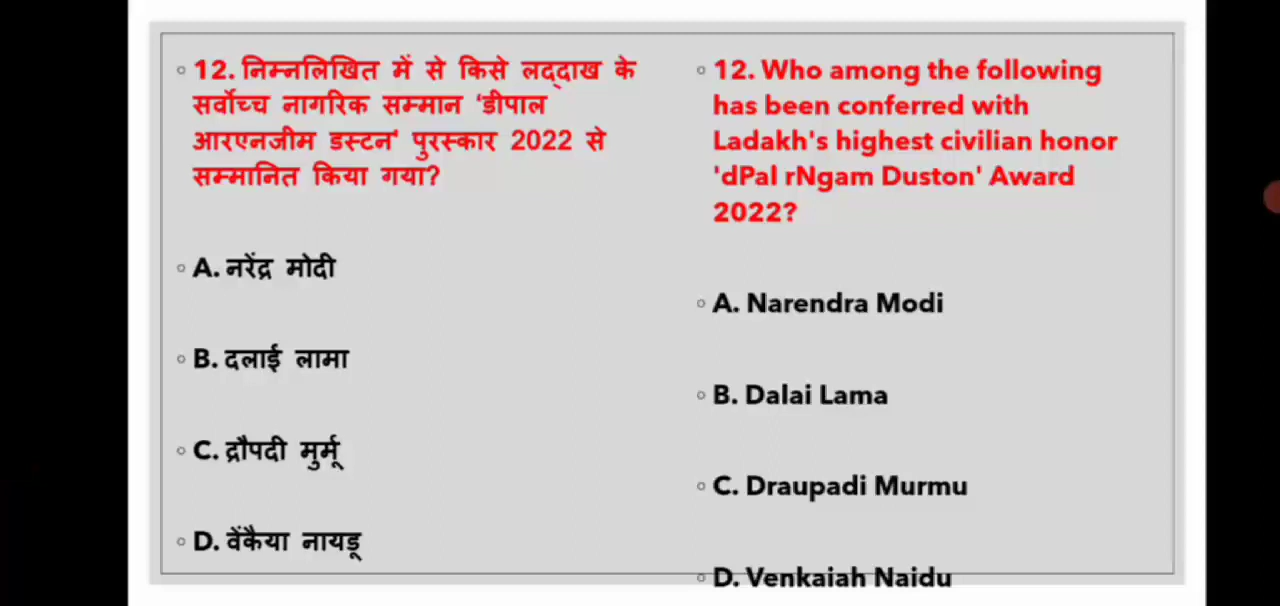 12. निम्नलिखित में से किसे लद्दाख के
सर्वोच्च नागरिक सम्मान 'डीपाल
आरएनजीम डस्टन' पुरस्कार 2022 से
सम्मानित किया गया?
A. नरेंद्र मोदी
B. दलाई लामा
C. द्रौपदी मुर्मू
D. वेंकैया नायडू
12. Who among the following
has been conferred with
Ladakh's highest civilian honor
'dPal rNgam Duston' Award
2022?
A. Narendra Modi
B. Dalai Lama
C. Draupadi Murmu
D. Venkaiah Naidu